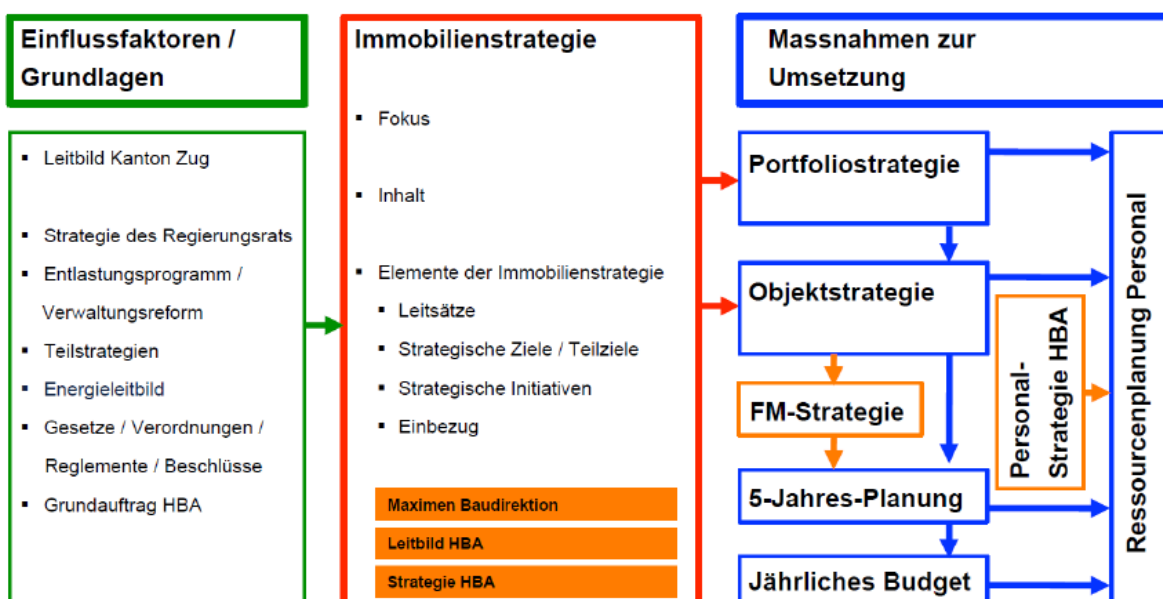 Einflussfaktoren /
Grundlagen
Leitbild Kanton Zug
Strategie des Regierungsrats
Entlastungsprogramm /
Verwaltungsreform
Teilstrategien
Energieleitbild
Gesetze / Verordnungen /
Reglemente / Beschlüsse
Grundauftrag HBA
Immobilienstrategie
Fokus
Inhalt
Elemente der Immobilienstrategie
Leitsätze
Strategische Ziele / Teilziele
Strategische Initiativen
Einbezug
Maximen Baudirektion
Leitbild HBA
Strategie HBA
Massnahmen zur
Umsetzung
Portfoliostrategie
Objektstrategie
FM-Strategie
5-Jahres-Planung
Jährliches Budget
Personal-
Strategie HBA
Ressourcenplanung Personal